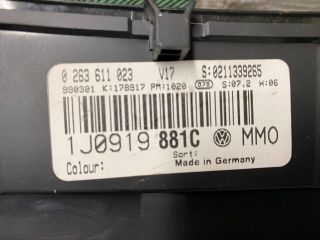 0 263 611 023 V17 S:0211339265
990301 K:178917 PM:1020 076 S:07.2 H:06
1J0919 881C MMO
Sort:
Colour: Made in Germany